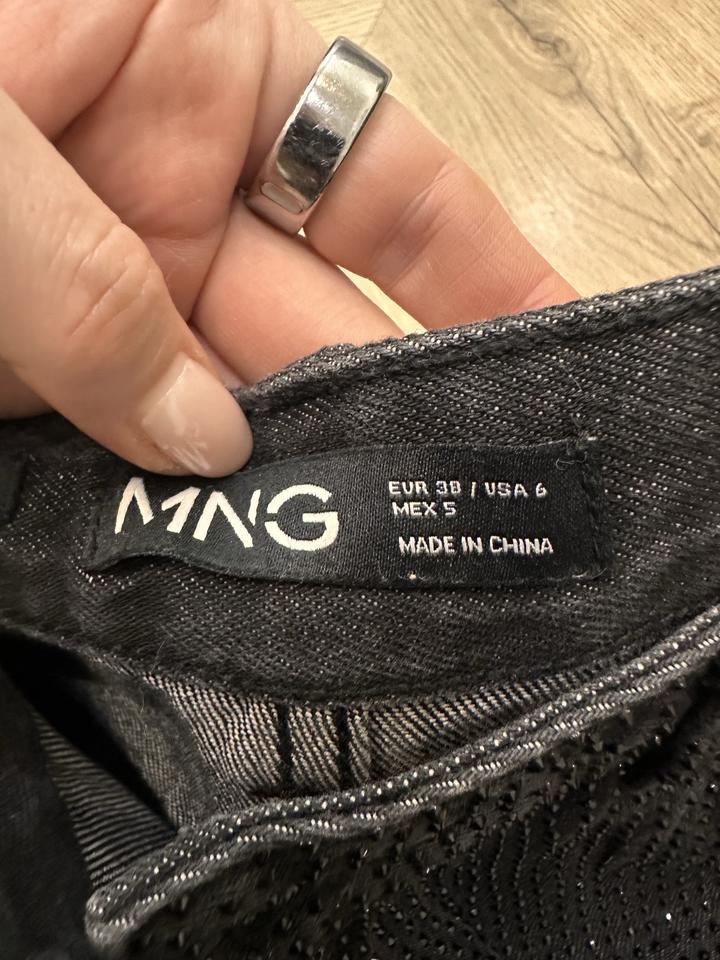 MNG
EUR 38 / USA 6
MEX 5
MADE IN CHINA